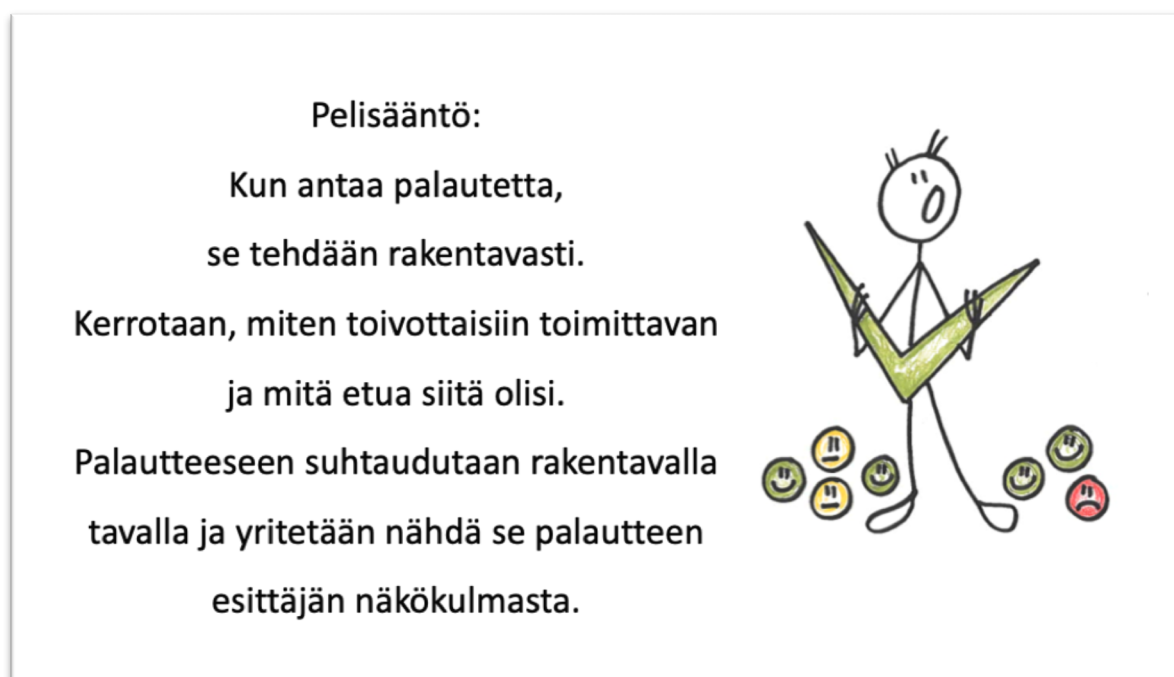 Pelisääntö:
Kun antaa palautetta,
se tehdään rakentavasti.
Kerrotaan, miten toivottaisiin toimittavan
ja mitä etua siitä olisi.
Palautteeseen suhtaudutaan rakentavalla
tavalla ja yritetään nähdä se palautteen
esittäjän näkökulmasta.